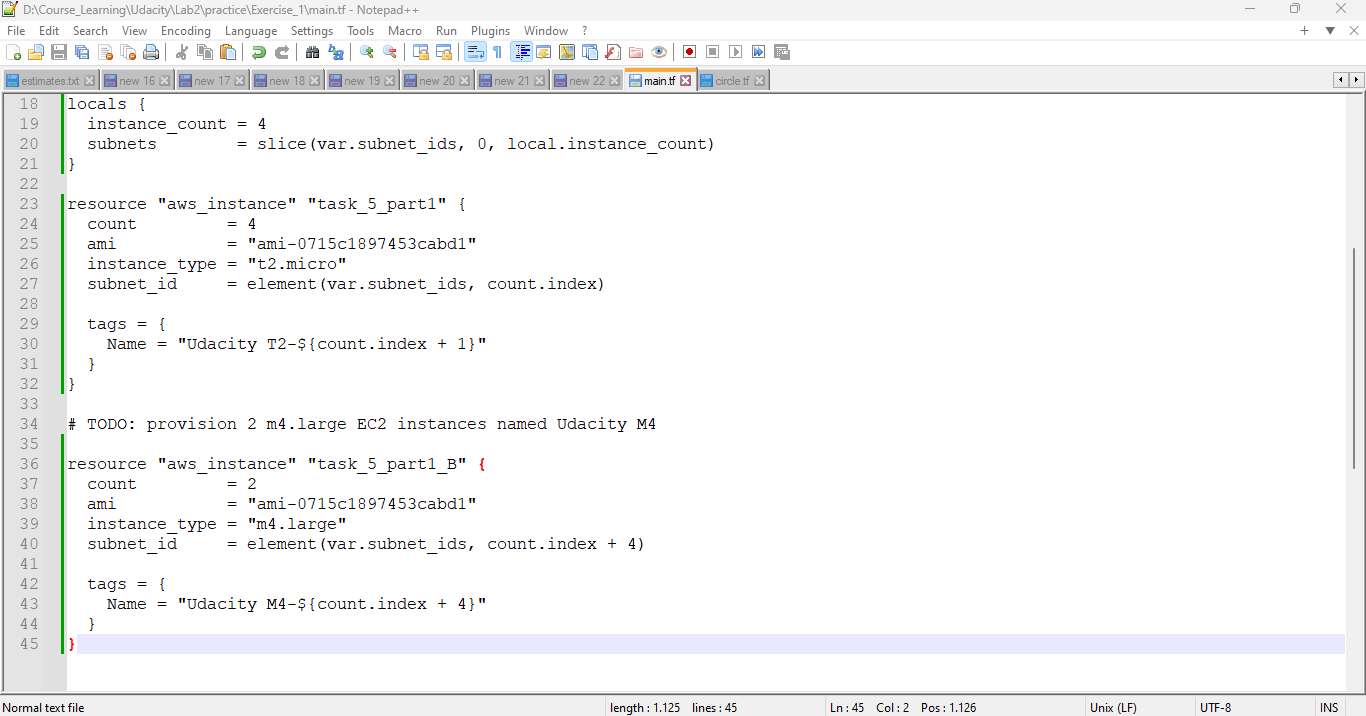 D:\Course_Learning\Udacity\Lab2\practice\Exercise_1\main.tf - Notepad++
File Edit Search View Encoding Language Settings Tools Macro Run Plugins Window ?
estimates.txt new 16 new 17 new 18 new 19 new 20 new 21 new 22 main.tf circle.tf
18 locals {
19   instance_count = 4
20   subnets        = slice(var.subnet_ids, 0, local.instance_count)
21 }
22
23 resource "aws_instance" "task_5_part1" {
24   count         = 4
25   ami           = "ami-0715c1897453cabd1"
26   instance_type = "t2.micro"
27   subnet_id     = element(var.subnet_ids, count.index)
28
29   tags = {
30     Name = "Udacity T2-${count.index + 1}"
31   }
32 }
33
34 # TODO: provision 2 m4.large EC2 instances named Udacity M4
35
36 resource "aws_instance" "task_5_part1_B" {
37   count         = 2
38   ami           = "ami-0715c1897453cabd1"
39   instance_type = "m4.large"
40   subnet_id     = element(var.subnet_ids, count.index + 4)
41
42   tags = {
43     Name = "Udacity M4-${count.index + 4}"
44   }
45 }
Normal text file length : 1.125 lines : 45 Ln : 45 Col : 2 Pos : 1.126 Unix (LF) UTF-8 INS